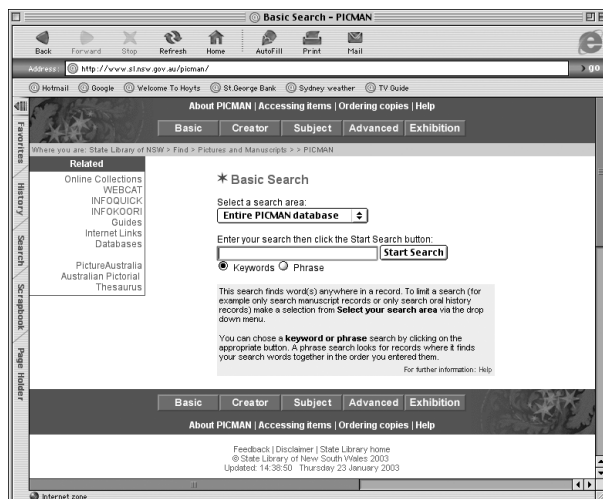 Basic Search - PICMAN
Back Forward Stop Refresh Home AutoFill Print Mail
Address: http://www.sl.nsw.gov.au/picman/ go
Hotmail Google Welcome To Hoyts St.George Bank Sydney weather TV Guide
Favorites
History
Search
Scrapbook
Page Holder
About PICMAN | Accessing items | Ordering copies | Help
Basic Creator Subject Advanced Exhibition
Where you are: State Library of NSW > Find > Pictures and Manuscripts > > PICMAN
Related
Online Collections
WEBCAT
INFOQUICK
INFOKOORI
Guides
Internet Links
Databases
PictureAustralia
Australian Pictorial
Thesaurus
Basic Search
Select a search area:
Entire PICMAN database
Enter your search then click the Start Search button:
Start Search
Keywords Phrase
This search finds word(s) anywhere in a record. To limit a search (for
example only search manuscript records or only search oral history
records) make a selection from Select your search area via the drop
down menu.
You can chose a keyword or phrase search by clicking on the
appropriate button. A phrase search looks for records where it finds
your search words together in the order you entered them.
For further information: Help
Basic Creator Subject Advanced Exhibition
About PICMAN | Accessing items | Ordering copies | Help
Feedback | Disclaimer | State Library home
© State Library of New South Wales 2003
Updated: 14:38:50 Thursday 23 January 2003
Internet zone